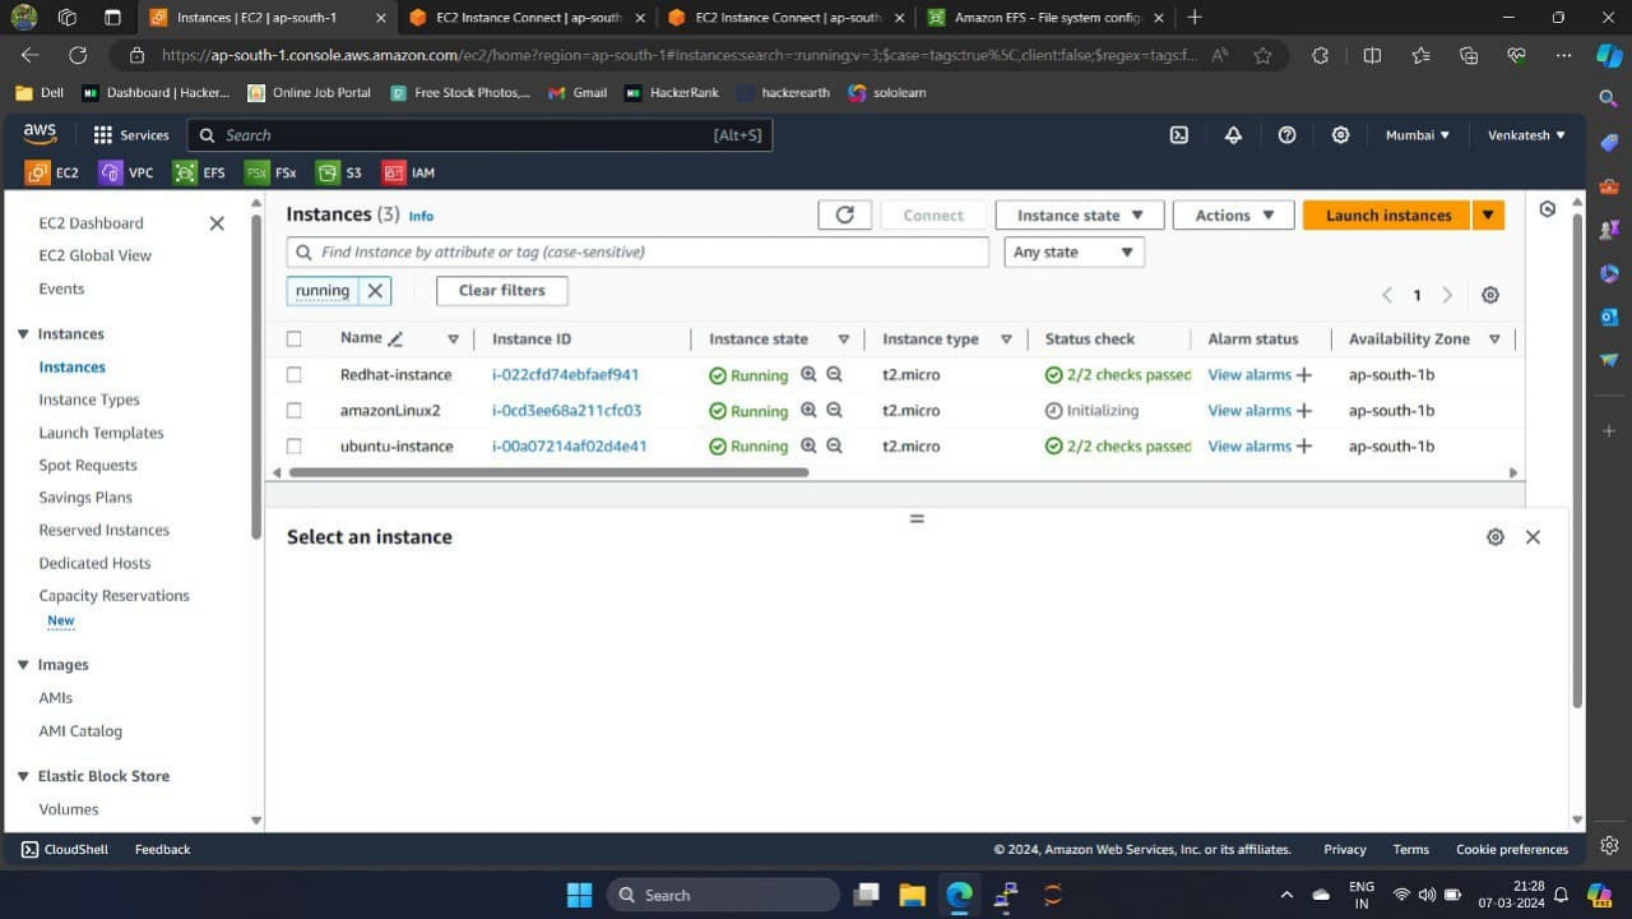 Instances | EC2 | ap-south-1
EC2 Instance Connect | ap-south
EC2 Instance Connect | ap-south
Amazon EFS - File system config
https://ap-south-1.console.aws.amazon.com/ec2/home?region=ap-south-1#Instances:search=:running;v=3;$case=tags:true%5C,client:false;$regex=tags:f...
Dell
Dashboard | Hacker...
Online Job Portal
Free Stock Photos,...
Gmail
HackerRank
hackerearth
sololearn
aws
Services
Search
[Alt+S]
Mumbai ▼
Venkatesh ▼
EC2
VPC
EFS
FSx FSx
S3
IAM
EC2 Dashboard
EC2 Global View
Events
Instances
Instances
Instance Types
Launch Templates
Spot Requests
Savings Plans
Reserved Instances
Dedicated Hosts
Capacity Reservations
New
Images
AMIs
AMI Catalog
Elastic Block Store
Volumes
Instances (3) Info
Connect
Instance state ▼
Actions ▼
Launch instances
Find Instance by attribute or tag (case-sensitive)
Any state
running
Clear filters
1
Name Instance ID Instance state Instance type Status check Alarm status Availability Zone
Redhat-instance i-022cfd74ebfaef941 Running t2.micro 2/2 checks passed View alarms + ap-south-1b
amazonLinux2 i-0cd3ee68a211cfc03 Running t2.micro Initializing View alarms + ap-south-1b
ubuntu-instance i-00a07214af02d4e41 Running t2.micro 2/2 checks passed View alarms + ap-south-1b
Select an instance
CloudShell
Feedback
© 2024, Amazon Web Services, Inc. or its affiliates.
Privacy
Terms
Cookie preferences
Search
ENG
IN
21:28
07-03-2024